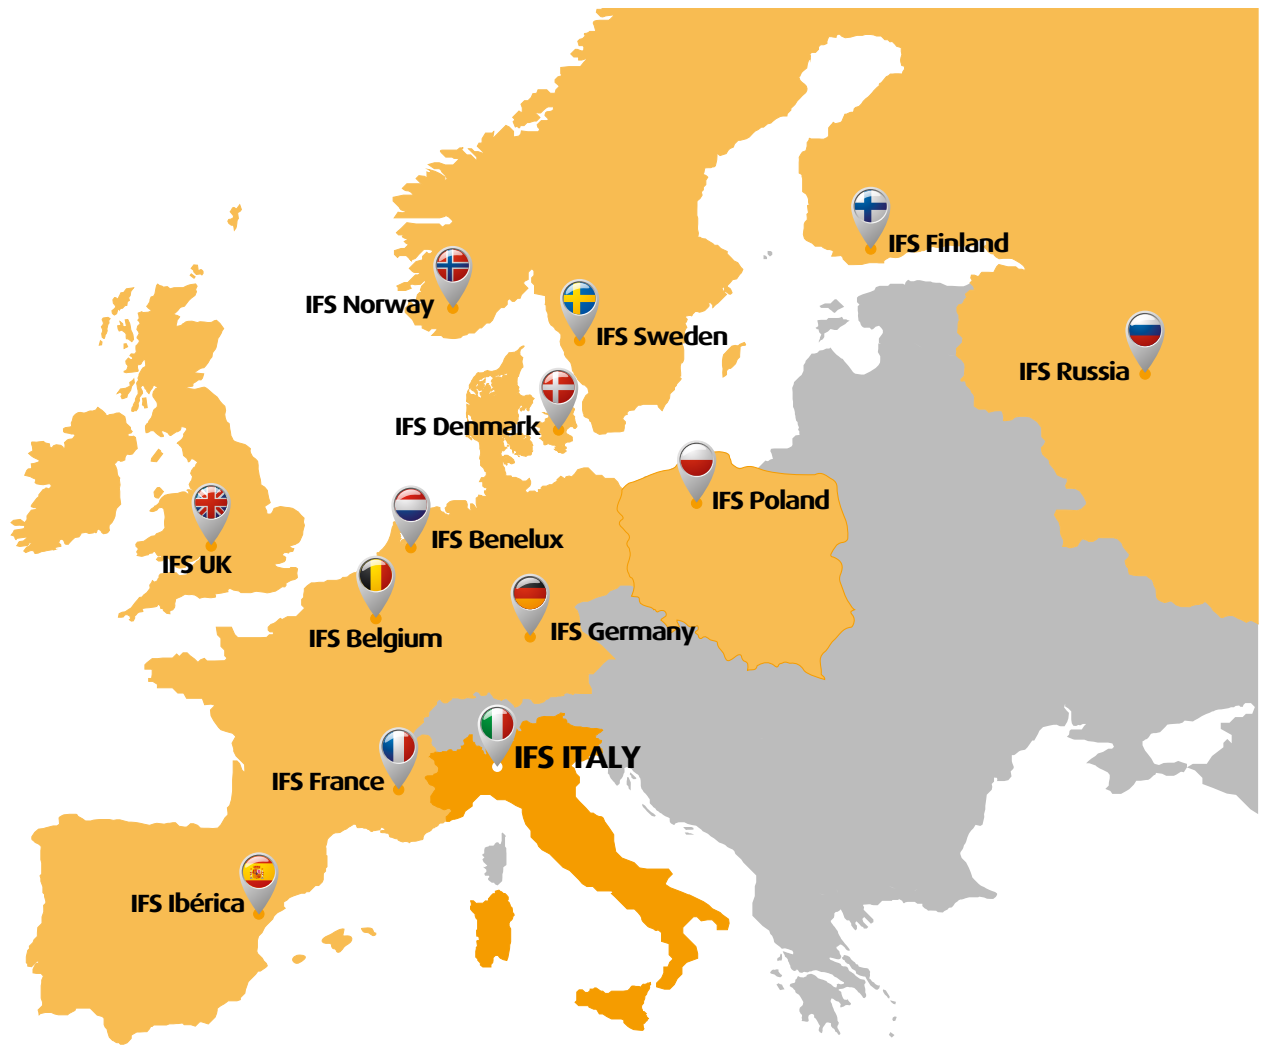 IFS Finland
IFS Norway
IFS Sweden
IFS Russia
IFS Denmark
IFS Poland
IFS Benelux
IFS UK
IFS Germany
IFS Belgium
IFS ITALY
IFS France
IFS Ibérica